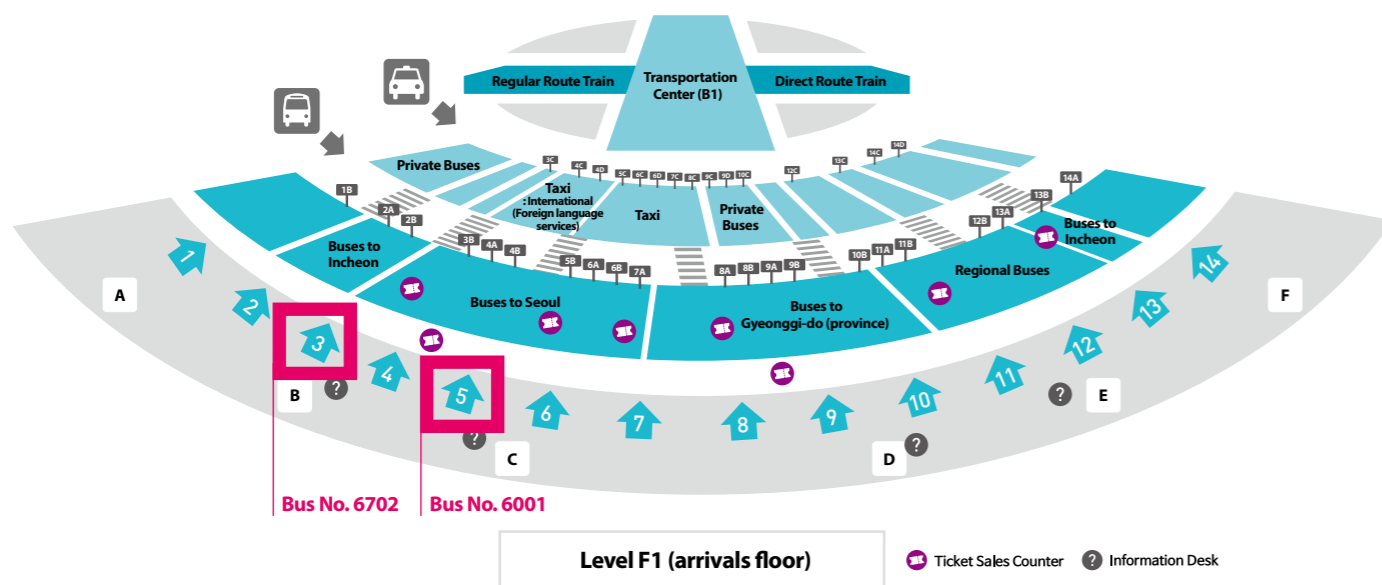 Regular Route Train
Transportation
Center (B1)
Direct Route Train
Private Buses
3C
4C
4D
5C
6C
6D
7C
8C
9C
9D
10C
12C
13C
14C
14D
Taxi
: International
(Foreign language
services)
Taxi
Private
Buses
1B
2A
2B
3B
4A
4B
5B
6A
6B
7A
8A
8B
9A
9B
10B
11A
11B
12B
13A
13B
14A
Buses to
Incheon
Buses to Seoul
Buses to
Gyeonggi-do (province)
Regional Buses
Buses to
Incheon
1
2
3
4
5
6
7
8
9
10
11
12
13
14
A
B
C
D
E
F
?
?
?
?
Bus No. 6702
Bus No. 6001
Level F1 (arrivals floor)
Ticket Sales Counter
? Information Desk